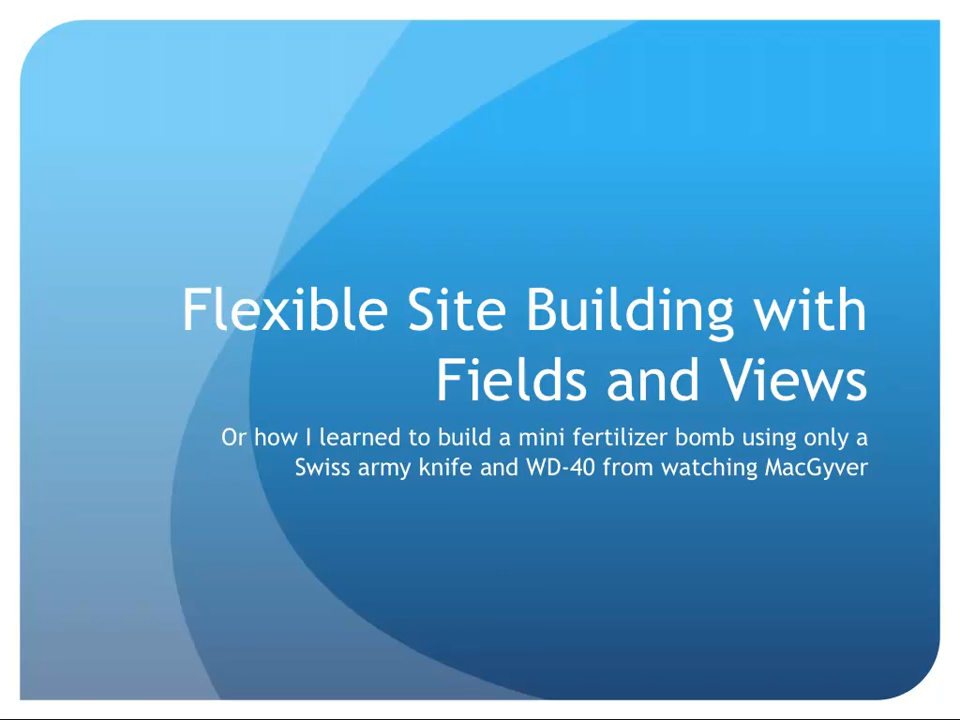 Flexible Site Building with
Fields and Views
Or how I learned to build a mini fertilizer bomb using only a
Swiss army knife and WD-40 from watching MacGyver